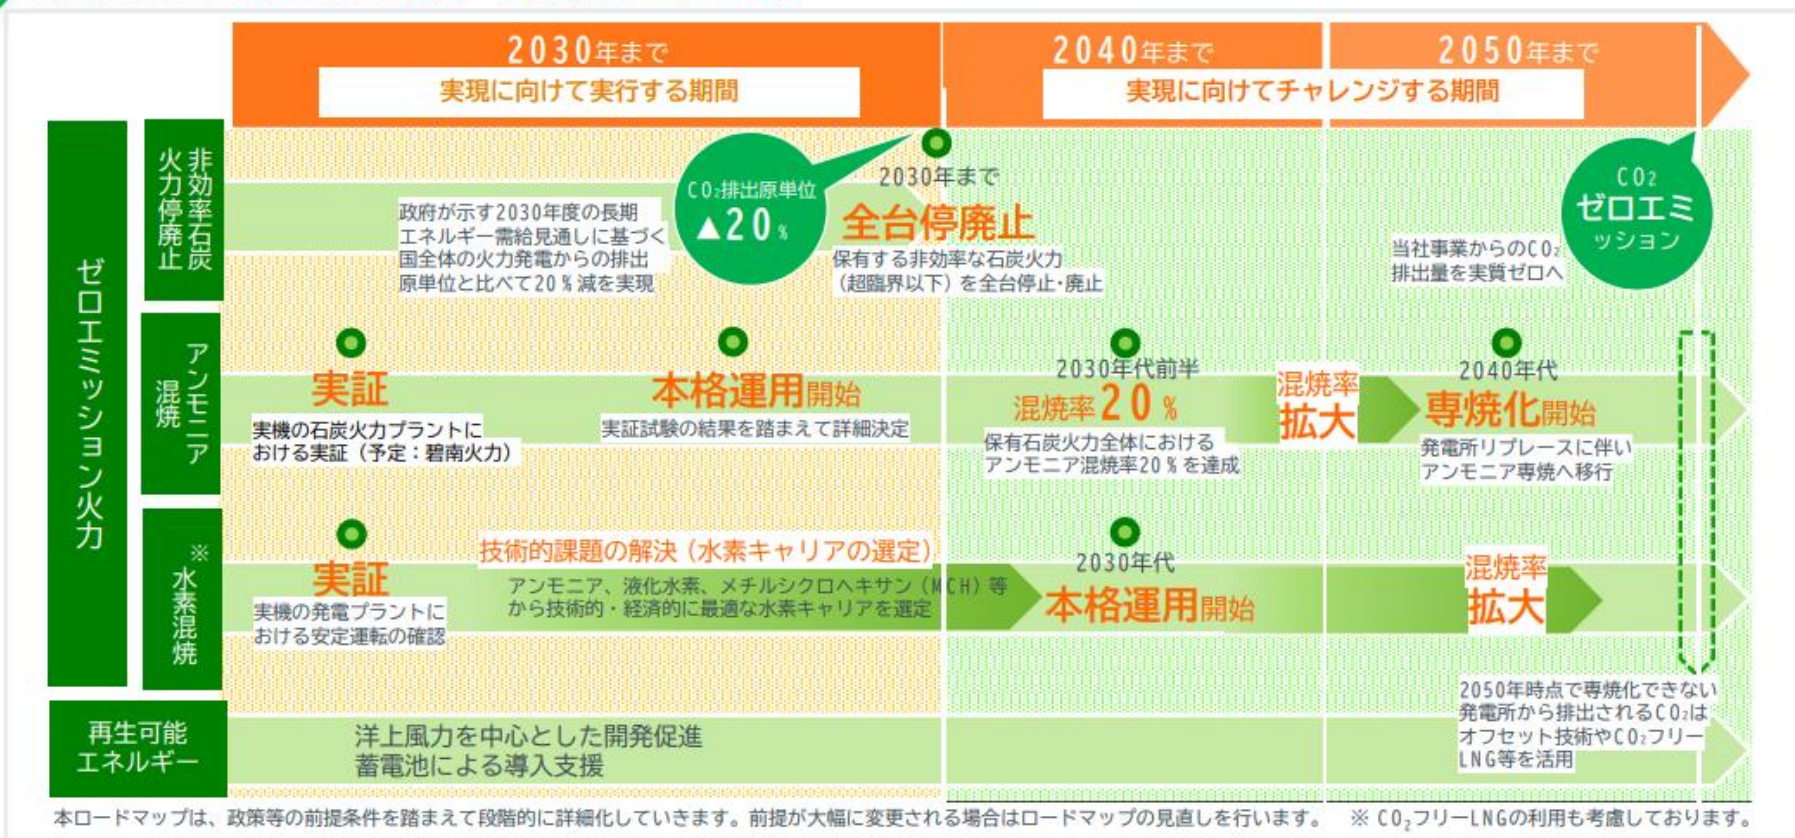 2030年まで
実現に向けて実行する期間
2040年まで
2050年まで
実現に向けてチャレンジする期間
ゼロエミッション火力
非効率石炭
火力停廃止
政府が示す2030年度の長期
エネルギー需給見通しに基づく
国全体の火力発電からの排出
原単位と比べて20%減を実現
CO₂排出原単位
▲20%
2030年まで
全台停廃止
保有する非効率な石炭火力
(超臨界以下)を全台停止・廃止
当社事業からのCO₂
排出量を実質ゼロへ
CO₂
ゼロエミ
ッション
アンモニア
混焼
実証
実機の石炭火力プラントに
おける実証(予定:碧南火力)
本格運用開始
実証試験の結果を踏まえて詳細決定
2030年代前半
混焼率20%
保有石炭火力全体における
アンモニア混焼率20%を達成
混焼率
拡大
2040年代
専焼化開始
発電所リプレースに伴い
アンモニア専焼へ移行
※水素混焼
実証
実機の発電プラントに
おける安定運転の確認
技術的課題の解決(水素キャリアの選定)
アンモニア、液化水素、メチルシクロヘキサン(MCH)等
から技術的・経済的に最適な水素キャリアを選定
2030年代
本格運用開始
混焼率
拡大
2050年時点で専焼化できない
発電所から排出されるCO₂は
オフセット技術やCO₂フリー
LNG等を活用
再生可能
エネルギー
洋上風力を中心とした開発促進
蓄電池による導入支援
本ロードマップは、政策等の前提条件を踏まえて段階的に詳細化していきます。前提が大幅に変更される場合はロードマップの見直しを行います。 ※ CO₂フリーLNGの利用も考慮しております。